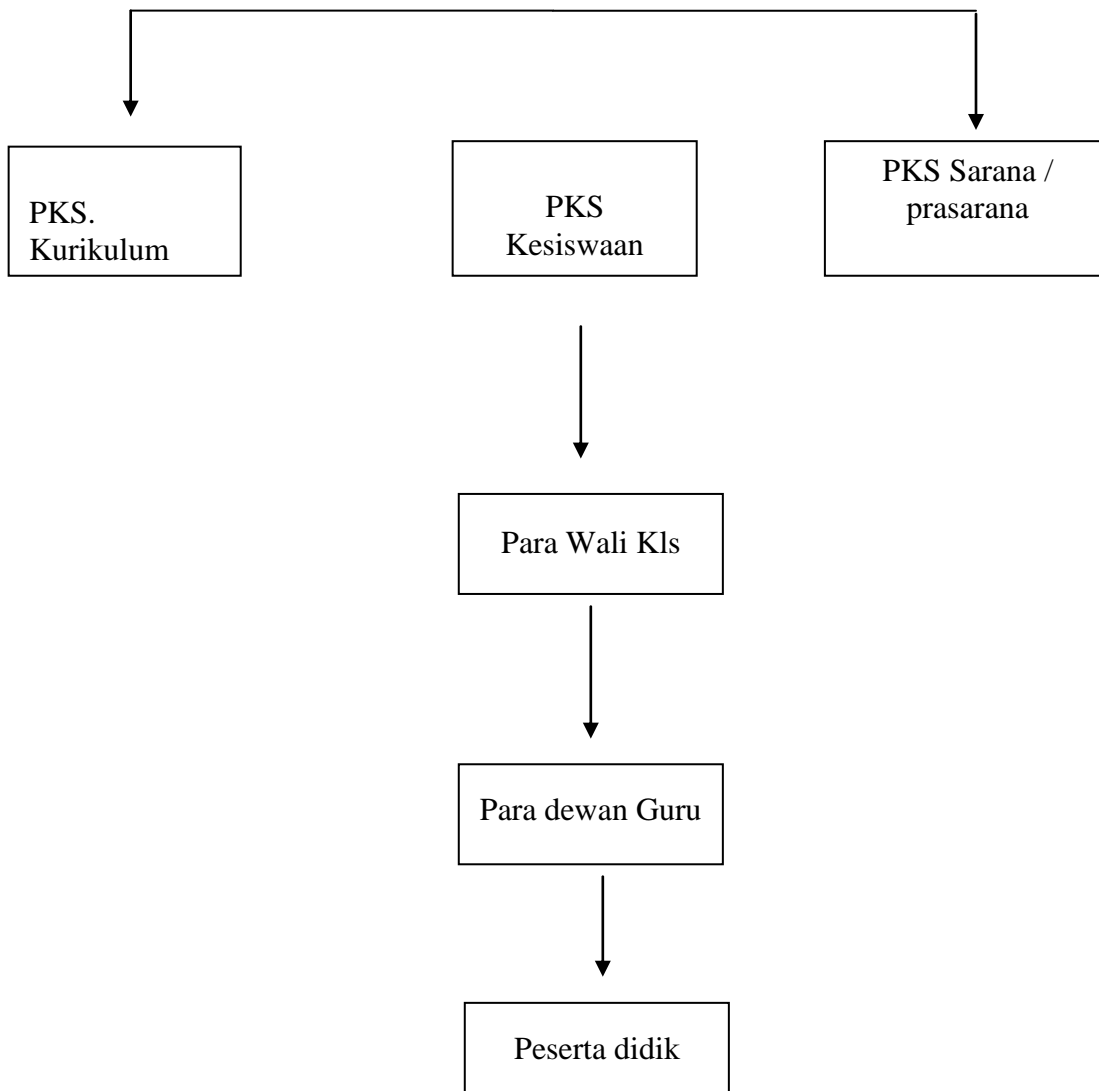 PKS.
Kurikulum
PKS
Kesiswaan
PKS Sarana /
prasarana
Para Wali Kls
Para dewan Guru
Peserta didik